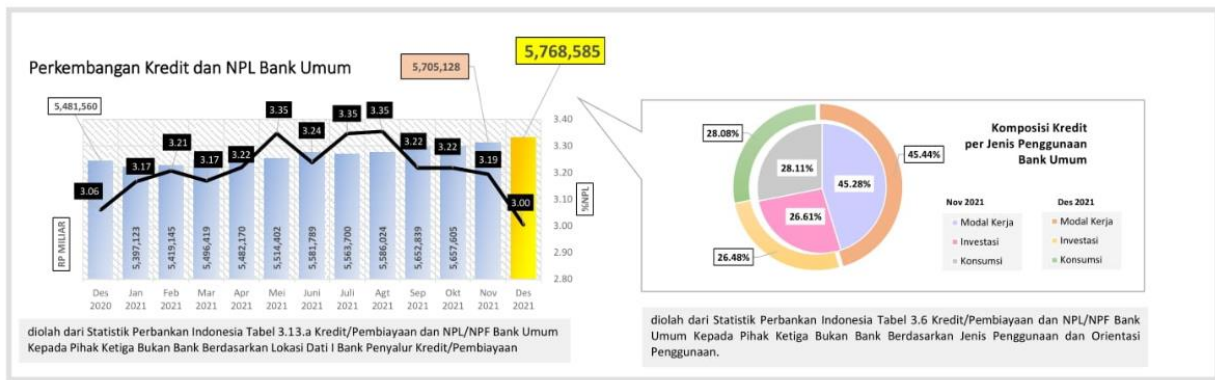 Perkembangan Kredit dan NPL Bank Umum
5,481,560
5,705,128
5,768,585
3.06
3.17
3.21
3.17
3.22
3.35
3.24
3.35
3.35
3.22
3.22
3.19
3.00
RP MILIAR
5,397,123
5,419,145
5,496,419
5,482,170
5,514,402
5,581,789
5,563,700
5,586,024
5,652,839
5,657,605
3.40
3.30
3.20
3.10
3.00
2.90
2.80
%NPL
Des Jan Feb Mar Apr Mei Juni Juli Agt Sep Okt Nov Des
2020 2021 2021 2021 2021 2021 2021 2021 2021 2021 2021 2021 2021
diolah dari Statistik Perbankan Indonesia Tabel 3.13.a Kredit/Pembiayaan dan NPL/NPF Bank Umum
Kepada Pihak Ketiga Bukan Bank Berdasarkan Lokasi Dati I Bank Penyalur Kredit/Pembiayaan
28.08%
28.11%
45.28%
45.44%
26.61%
26.48%
Komposisi Kredit
per Jenis Penggunaan
Bank Umum
Nov 2021
Modal Kerja
Investasi
Konsumsi
Des 2021
Modal Kerja
Investasi
Konsumsi
diolah dari Statistik Perbankan Indonesia Tabel 3.6 Kredit/Pembiayaan dan NPL/NPF Bank
Umum Kepada Pihak Ketiga Bukan Bank Berdasarkan Jenis Penggunaan dan Orientasi
Penggunaan.